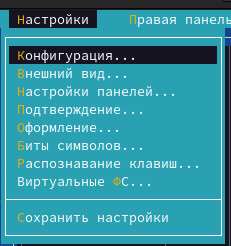 Настройки Правая панель
Конфигурация...
Внешний вид...
Настройки панелей...
Подтверждение...
Оформление...
Биты символов...
Распознавание клавиш...
Виртуальные ФС...
Сохранить настройки